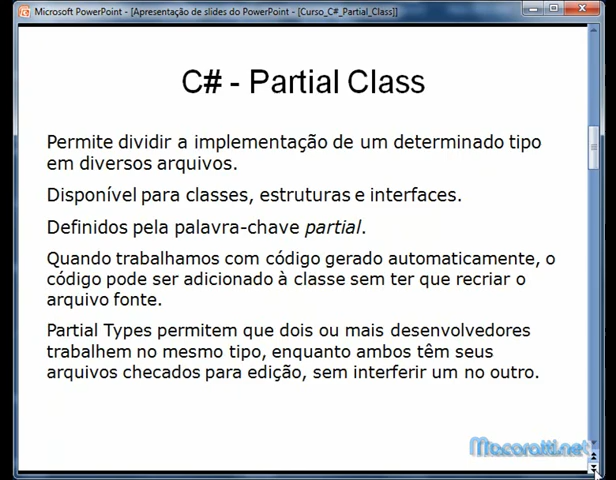 Microsoft PowerPoint - [Apresentação de slides do PowerPoint - [Curso_C#_Partial_Class]]
C# - Partial Class
Permite dividir a implementação de um determinado tipo
em diversos arquivos.
Disponível para classes, estruturas e interfaces.
Definidos pela palavra-chave partial.
Quando trabalhamos com código gerado automaticamente, o
código pode ser adicionado à classe sem ter que recriar o
arquivo fonte.
Partial Types permitem que dois ou mais desenvolvedores
trabalhem no mesmo tipo, enquanto ambos têm seus
arquivos checados para edição, sem interferir um no outro.
Macoratti.net